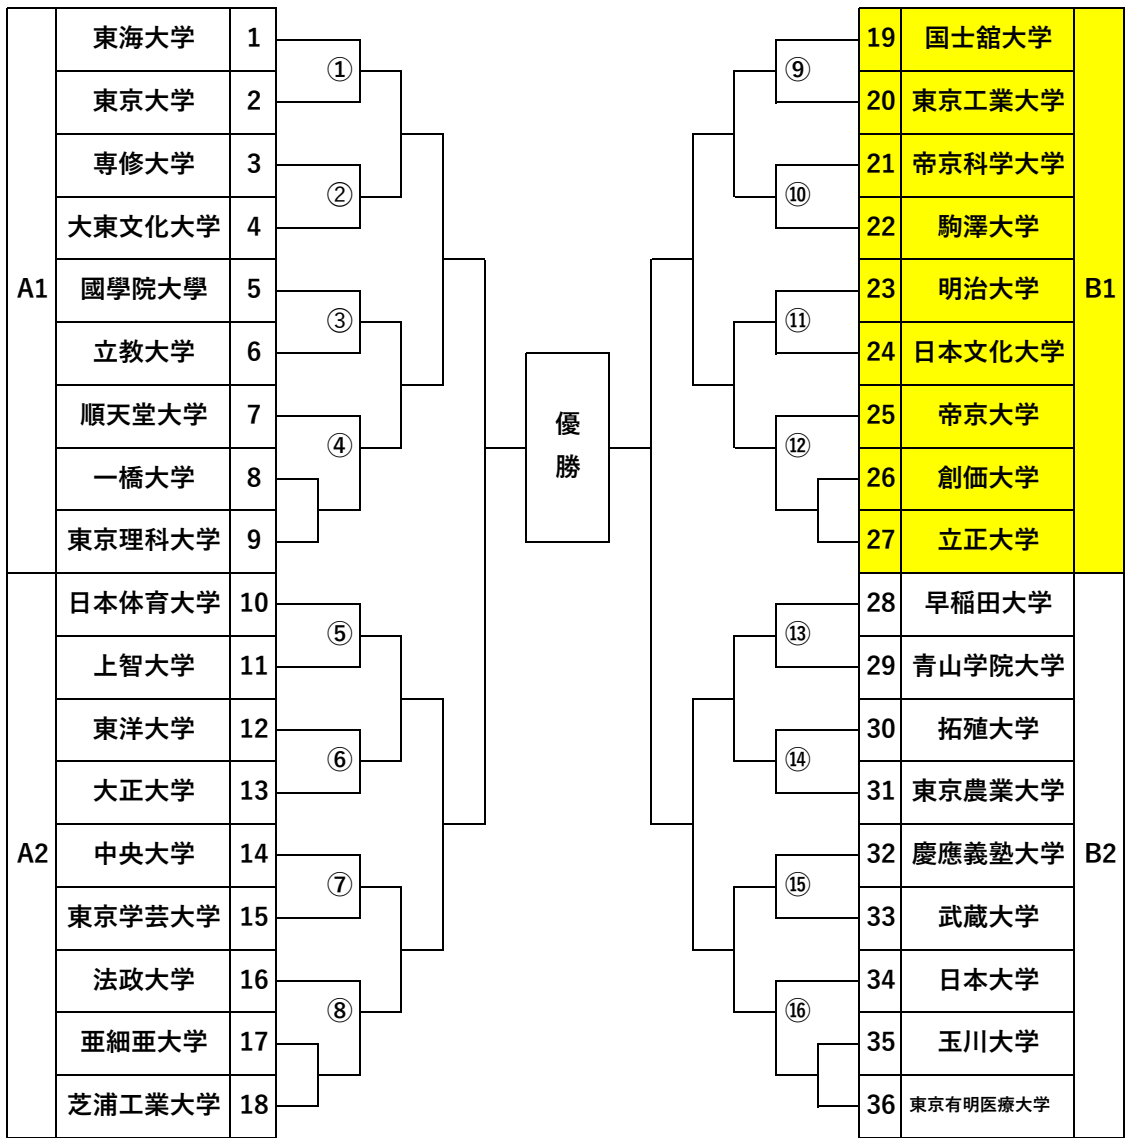 A1
東海大学 1
東京大学 2
専修大学 3
大東文化大学 4
國學院大學 5
立教大学 6
順天堂大学 7
一橋大学 8
東京理科大学 9
①
②
③
④
A2
日本体育大学 10
上智大学 11
東洋大学 12
大正大学 13
中央大学 14
東京学芸大学 15
法政大学 16
亜細亜大学 17
芝浦工業大学 18
⑤
⑥
⑦
⑧
優
勝
⑨
⑩
⑪
⑫
19 国士舘大学
20 東京工業大学
21 帝京科学大学
22 駒澤大学
23 明治大学
24 日本文化大学
25 帝京大学
26 創価大学
27 立正大学
B1
⑬
⑭
⑮
⑯
28 早稲田大学
29 青山学院大学
30 拓殖大学
31 東京農業大学
32 慶應義塾大学
33 武蔵大学
34 日本大学
35 玉川大学
36 東京有明医療大学
B2